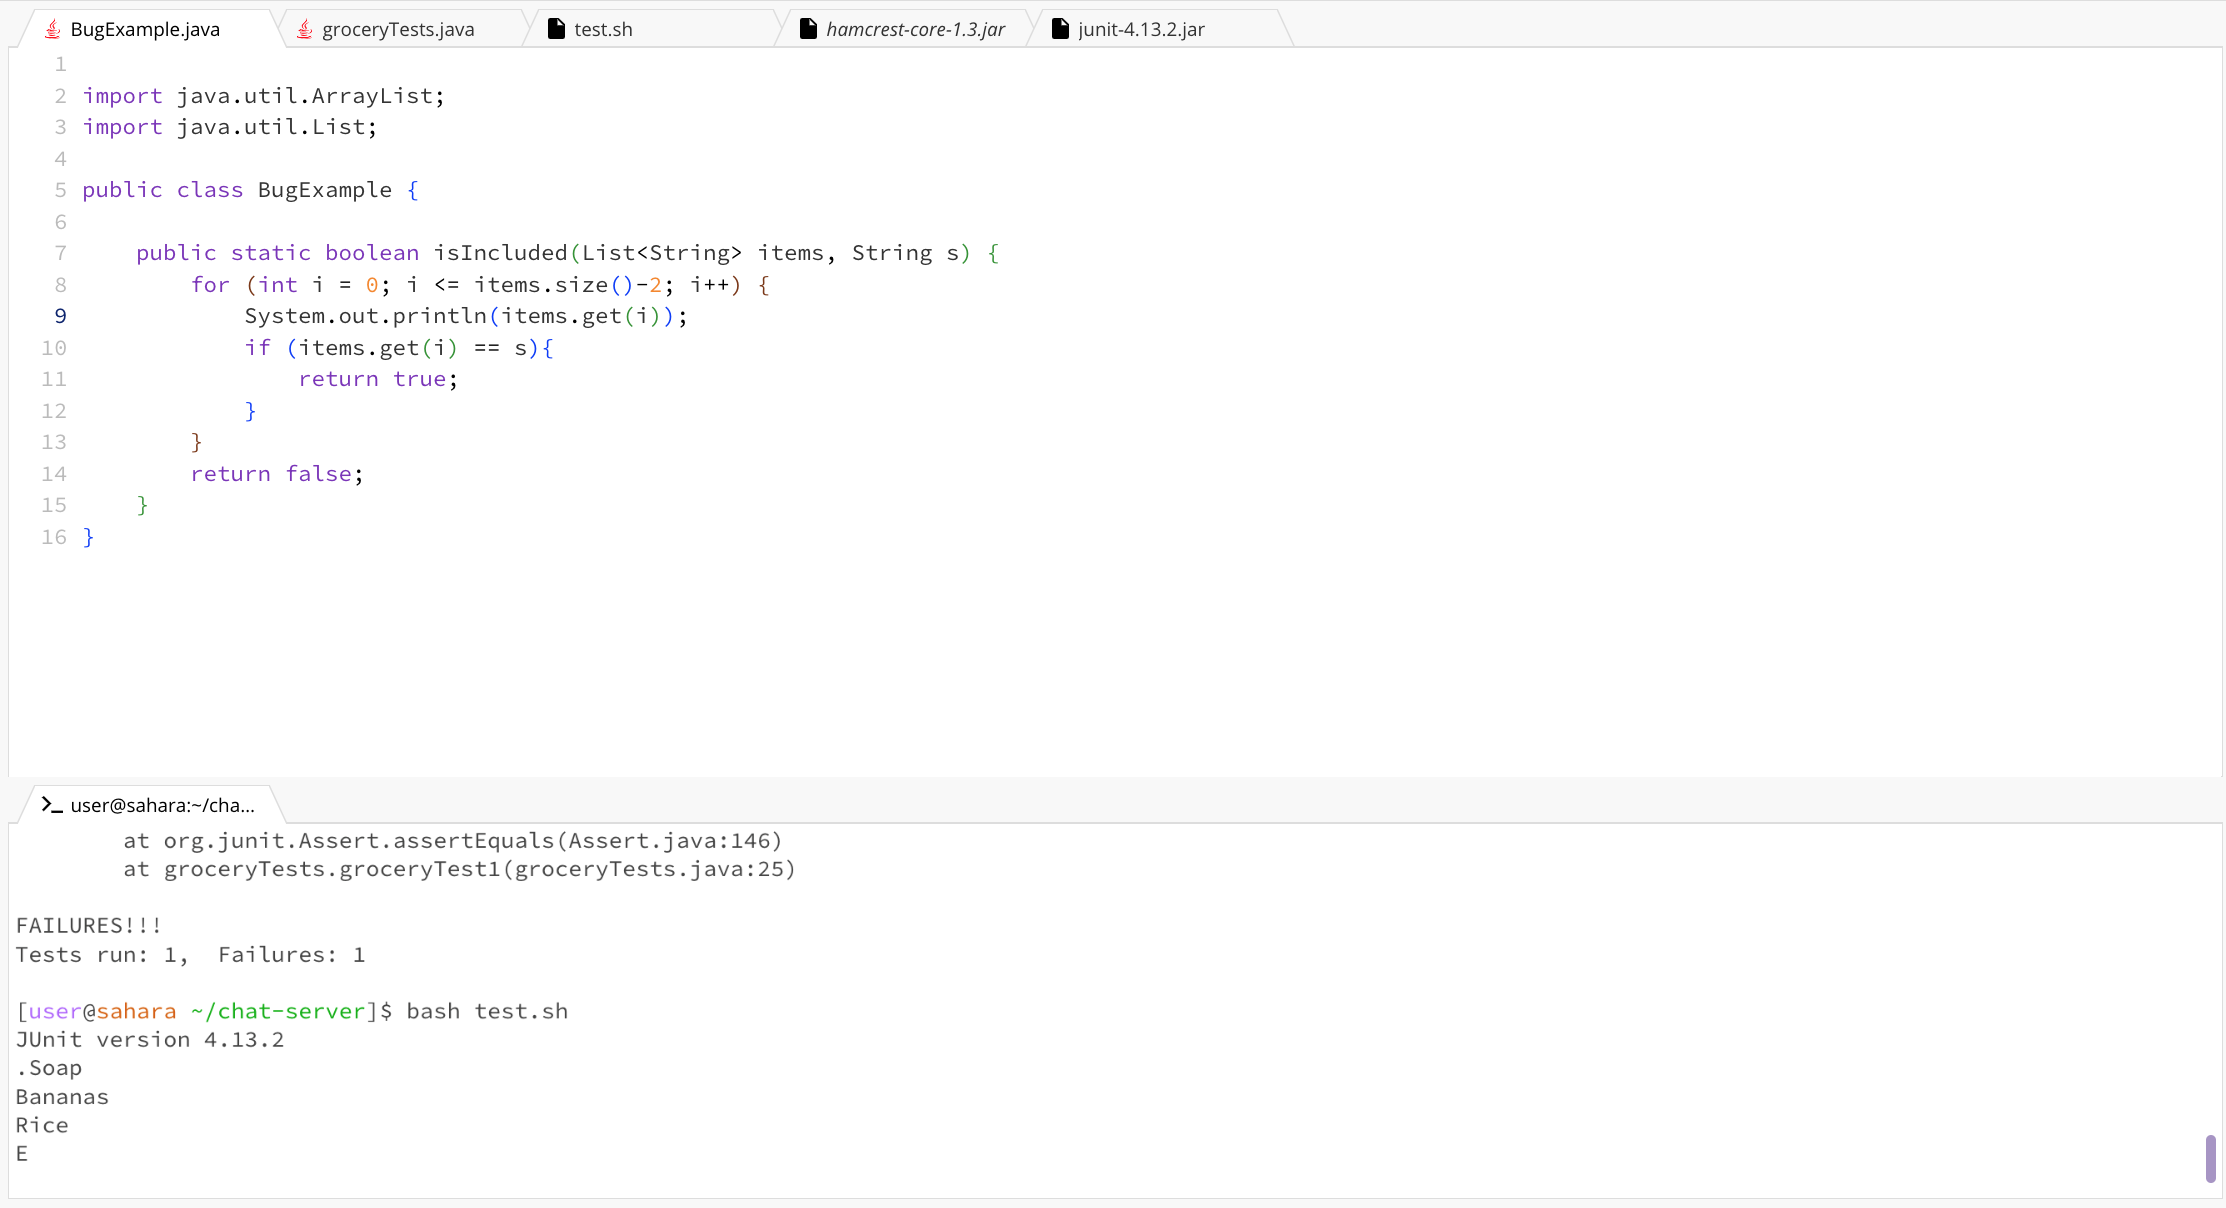 BugExample.java groceryTests.java test.sh hamcrest-core-1.3.jar junit-4.13.2.jar
1
2 import java.util.ArrayList;
3 import java.util.List;
4
5 public class BugExample {
6
7     public static boolean isIncluded(List<String> items, String s) {
8         for (int i = 0; i <= items.size()-2; i++) {
9             System.out.println(items.get(i));
10             if (items.get(i) == s){
11                 return true;
12             }
13         }
14         return false;
15     }
16 }
user@sahara:~/cha...
        at org.junit.Assert.assertEquals(Assert.java:146)
        at groceryTests.groceryTest1(groceryTests.java:25)
FAILURES!!!
Tests run: 1,  Failures: 1
[user@sahara ~/chat-server]$ bash test.sh
JUnit version 4.13.2
.Soap
Bananas
Rice
E